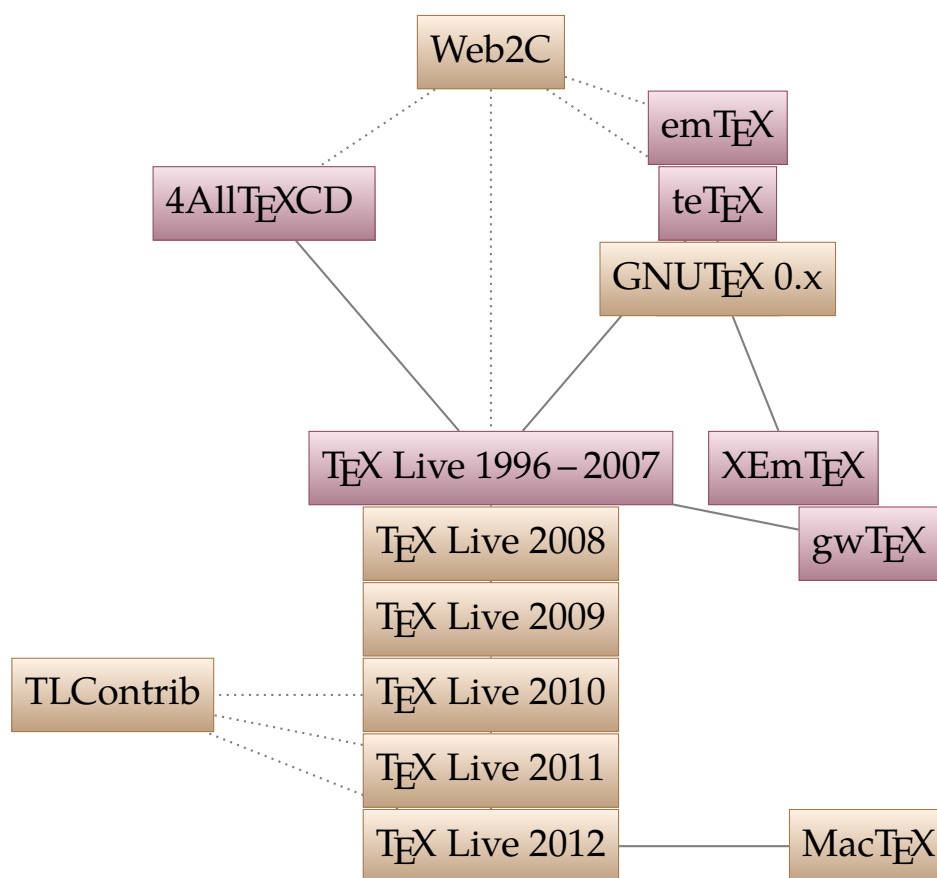 Web2C
emTEX
4AllTEXCD
teTEX
GNUTEX 0.x
TEX Live 1996 – 2007
XEmTEX
TEX Live 2008
gwTEX
TEX Live 2009
TLContrib
TEX Live 2010
TEX Live 2011
TEX Live 2012
MacTEX